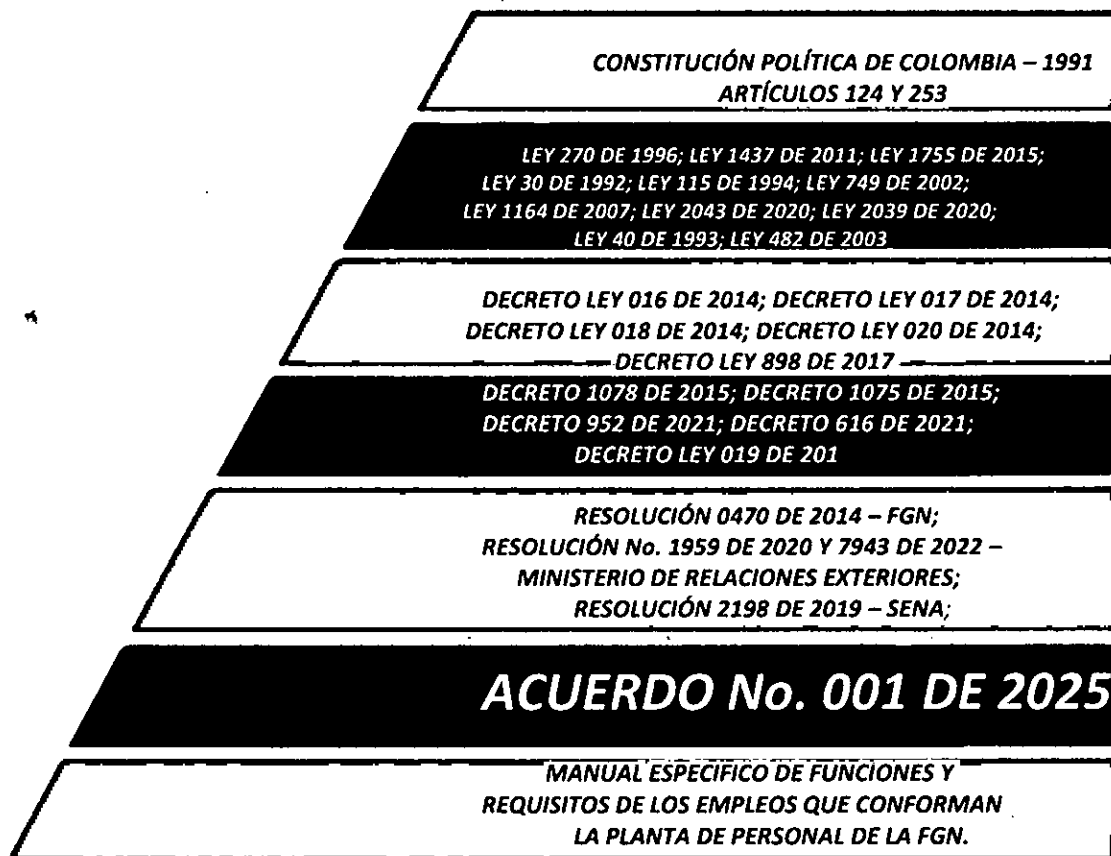 CONSTITUCIÓN POLÍTICA DE COLOMBIA – 1991
ARTÍCULOS 124 Y 253
LEY 270 DE 1996; LEY 1437 DE 2011; LEY 1755 DE 2015;
LEY 30 DE 1992; LEY 115 DE 1994; LEY 749 DE 2002;
LEY 1164 DE 2007; LEY 2043 DE 2020; LEY 2039 DE 2020;
LEY 40 DE 1993; LEY 482 DE 2003
DECRETO LEY 016 DE 2014; DECRETO LEY 017 DE 2014;
DECRETO LEY 018 DE 2014; DECRETO LEY 020 DE 2014;
DECRETO LEY 898 DE 2017
DECRETO 1078 DE 2015; DECRETO 1075 DE 2015;
DECRETO 952 DE 2021; DECRETO 616 DE 2021;
DECRETO LEY 019 DE 201
RESOLUCIÓN 0470 DE 2014 – FGN;
RESOLUCIÓN No. 1959 DE 2020 Y 7943 DE 2022 –
MINISTERIO DE RELACIONES EXTERIORES;
RESOLUCIÓN 2198 DE 2019 – SENA;
ACUERDO No. 001 DE 2025
MANUAL ESPECIFICO DE FUNCIONES Y
REQUISITOS DE LOS EMPLEOS QUE CONFORMAN
LA PLANTA DE PERSONAL DE LA FGN.